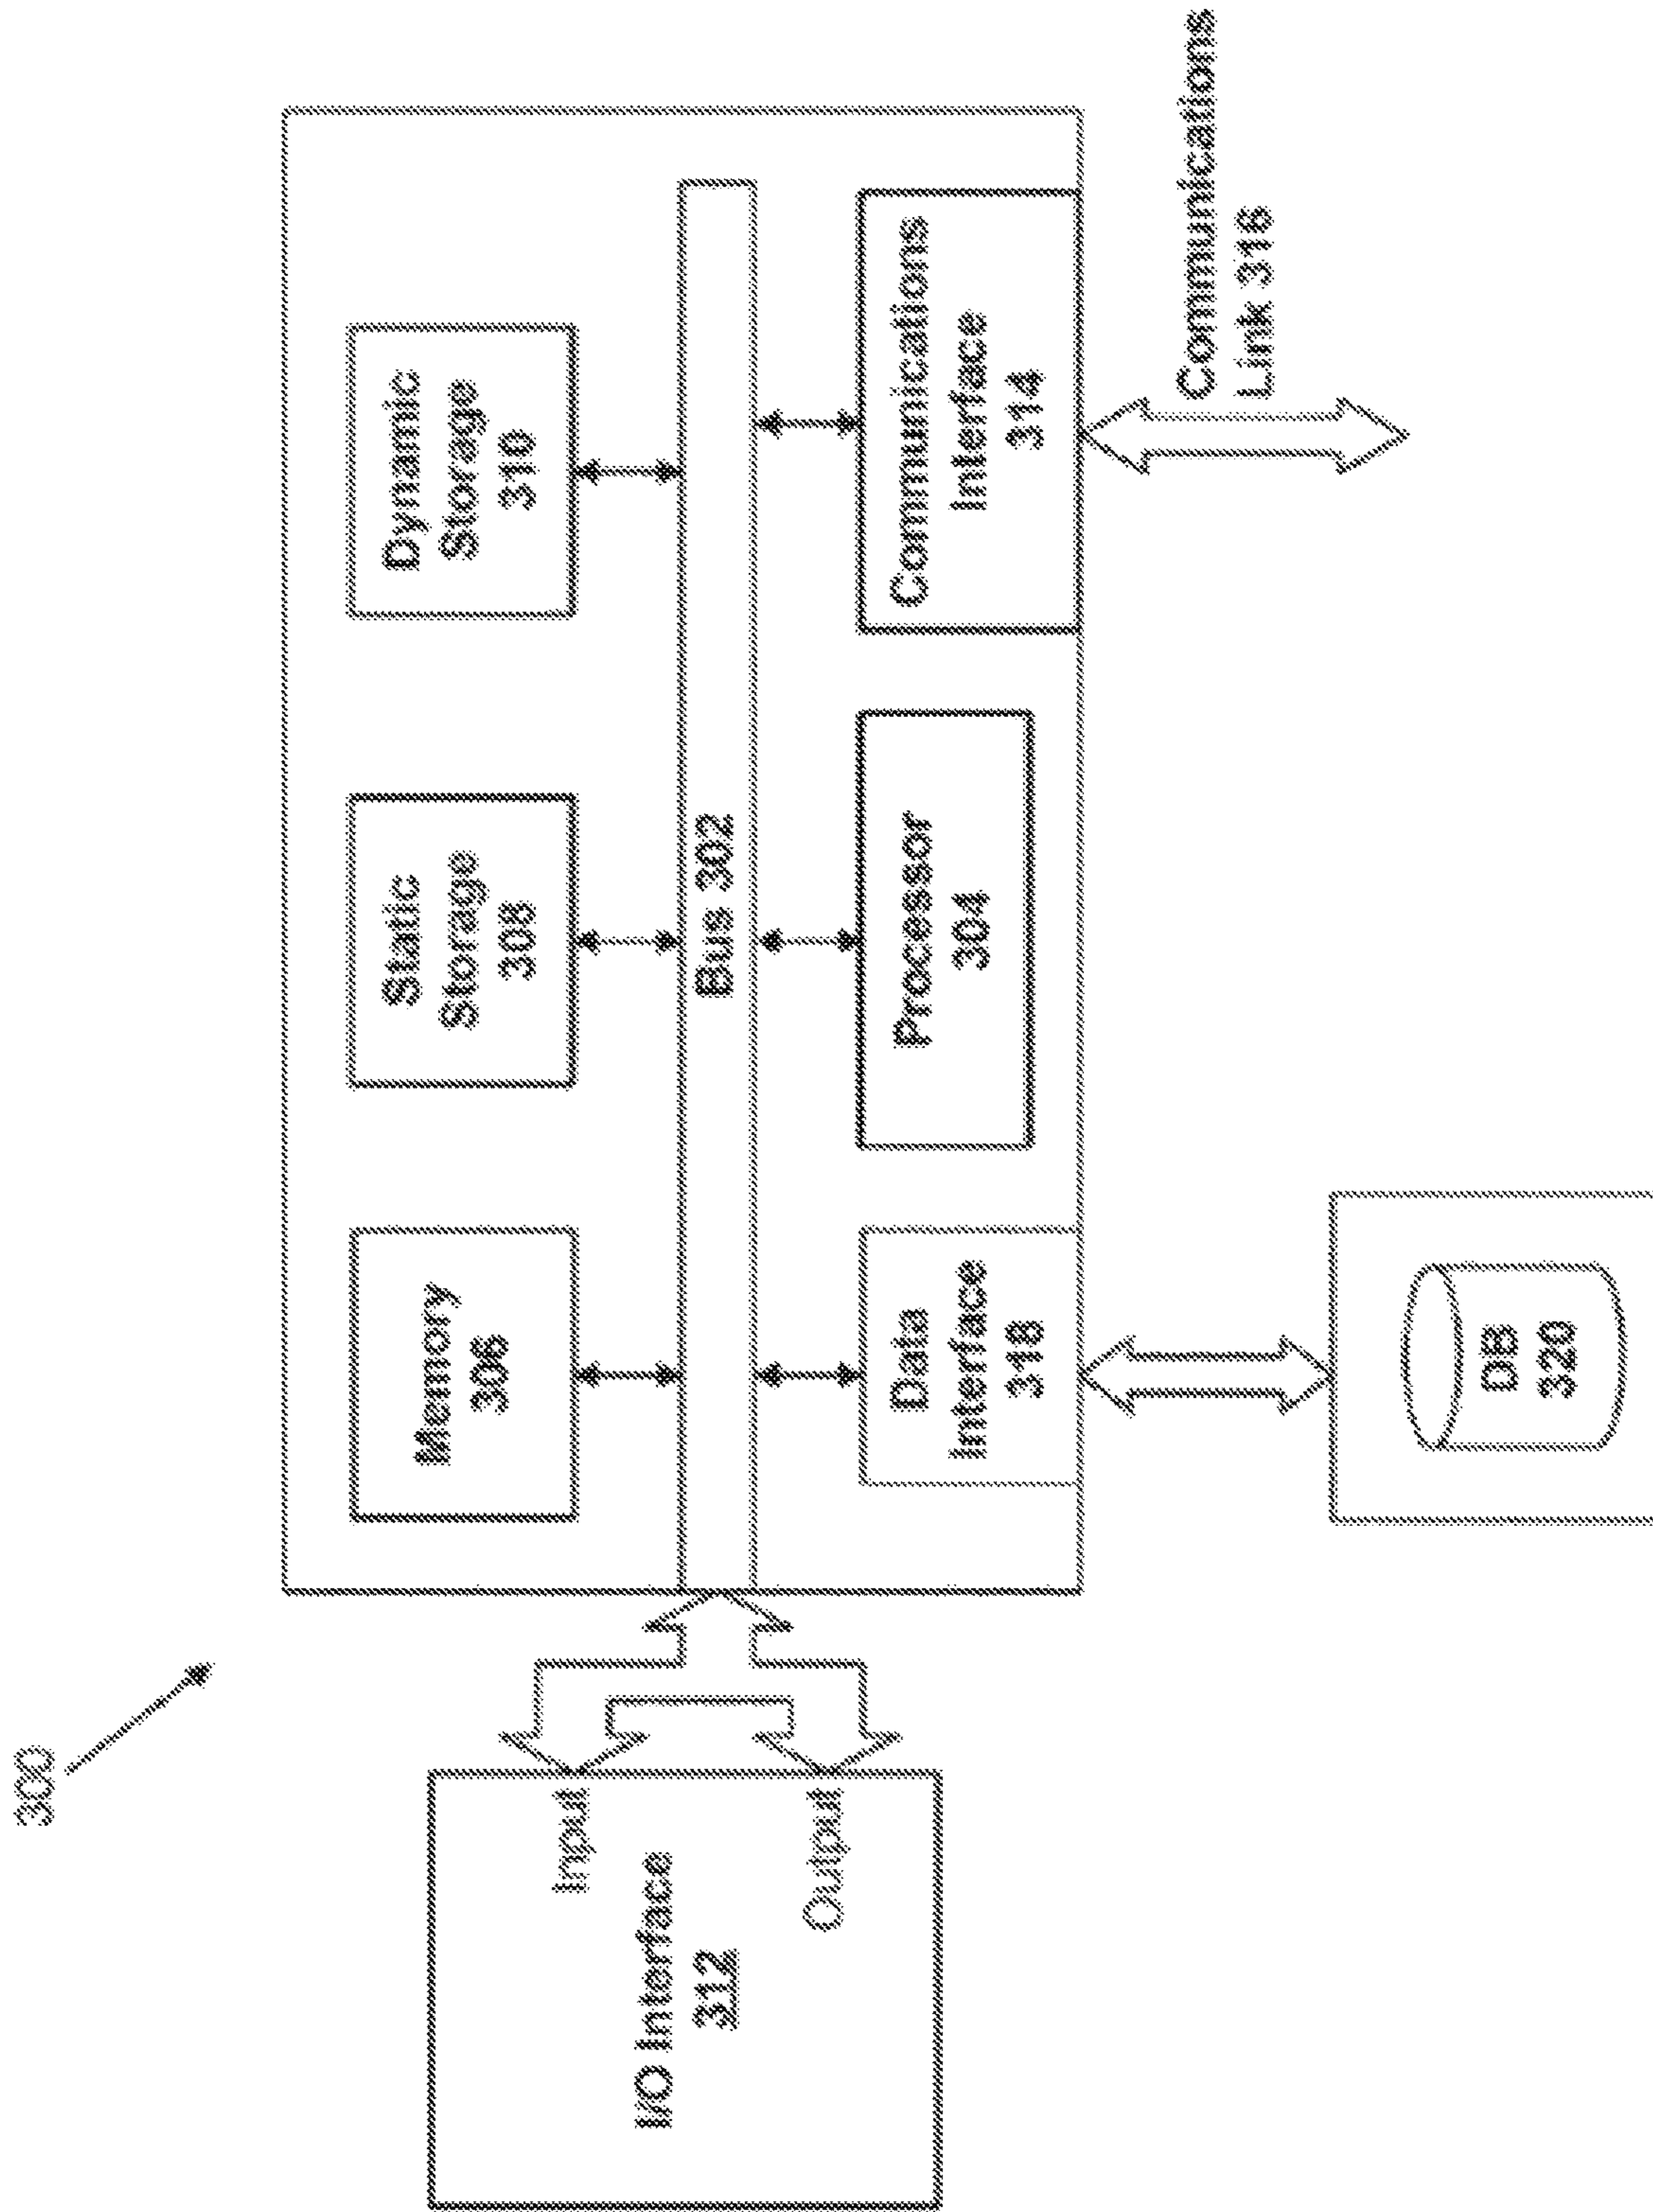 300
Memory
306
Static
Storage
308
Dynamic
Storage
310
Bus 302
I/O Interface
312
Input
Output
Data
Interface
318
Processor
304
Communications
Interface
314
Communications
Link 316
DB
320